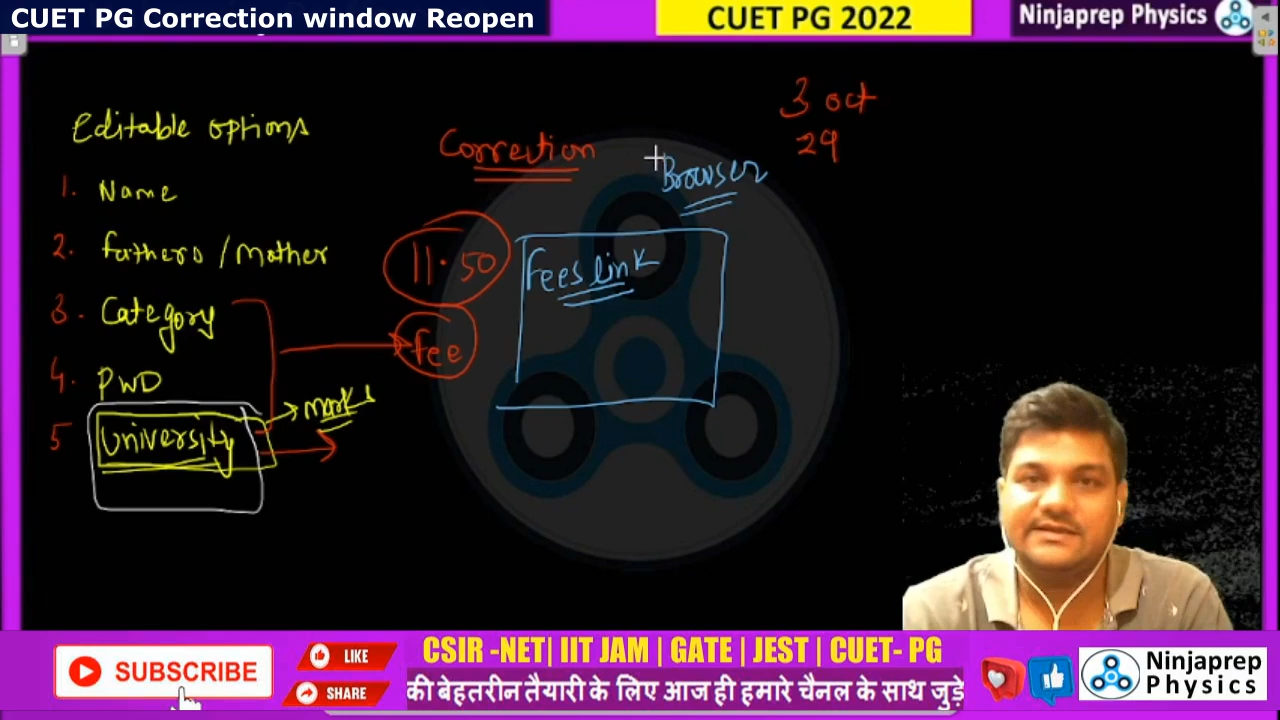 CUET PG Correction window Reopen
CUET PG 2022
Ninjaprep Physics
3 oct
29
Editable options
Correction
Browser
1. Name
2. fathers / Mother
11.50
Fees link
3. Category
fee
4. PWD
marks
5 University
SUBSCRIBE
LIKE
SHARE
CSIR -NET| IIT JAM | GATE | JEST | CUET- PG
की बेहतरीन तैयारी के लिए आज ही हमारे चैनल के साथ जुड़े
Ninjaprep
Physics